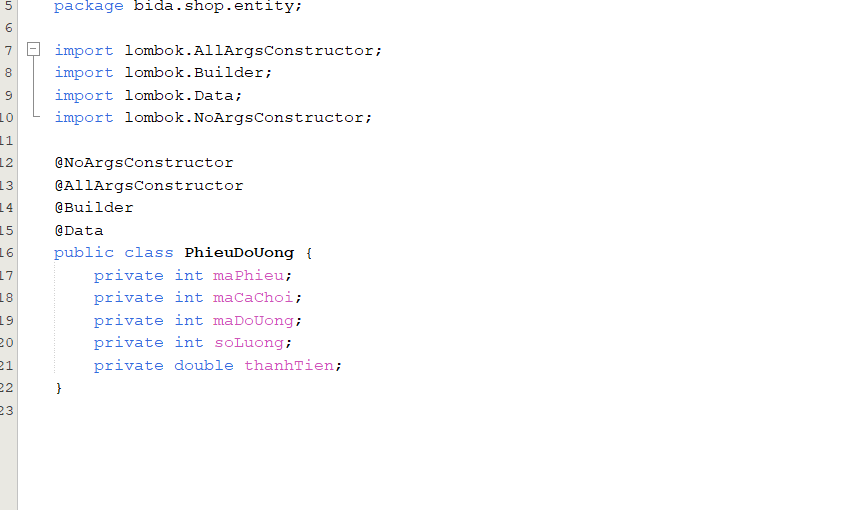 5 package bida.shop.entity;
6
7 import lombok.AllArgsConstructor;
8 import lombok.Builder;
9 import lombok.Data;
10 import lombok.NoArgsConstructor;
11
12 @NoArgsConstructor
13 @AllArgsConstructor
14 @Builder
15 @Data
16 public class PhieuDoUong {
17 private int maPhieu;
18 private int maCaChoi;
19 private int maDoUong;
20 private int soLuong;
21 private double thanhTien;
22 }
23